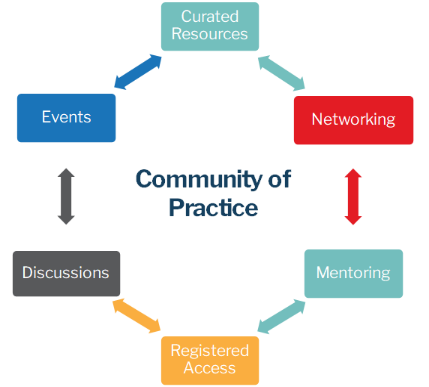 Curated
Resources
Events
Networking
Community of
Practice
Discussions
Mentoring
Registered
Access